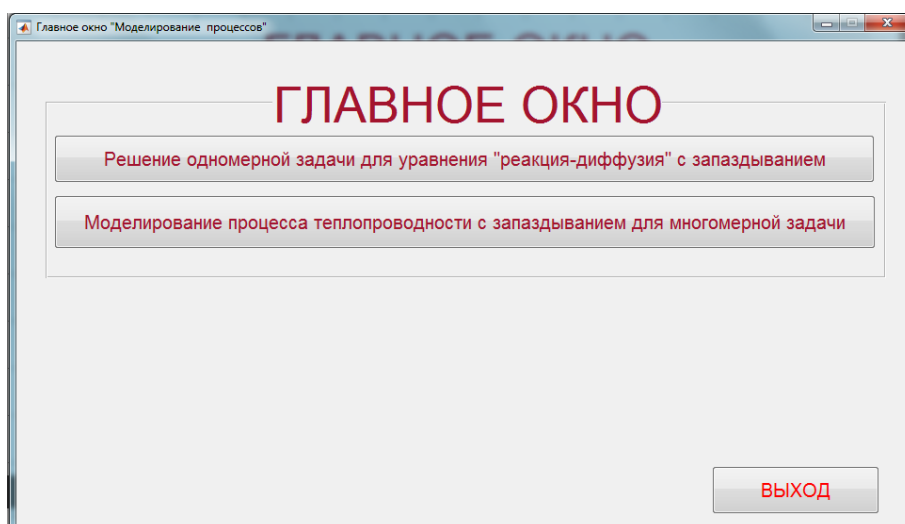 Главное окно "Моделирование процессов"
ГЛАВНОЕ ОКНО
Решение одномерной задачи для уравнения "реакция-диффузия" с запаздыванием
Моделирование процесса теплопроводности с запаздыванием для многомерной задачи
ВЫХОД